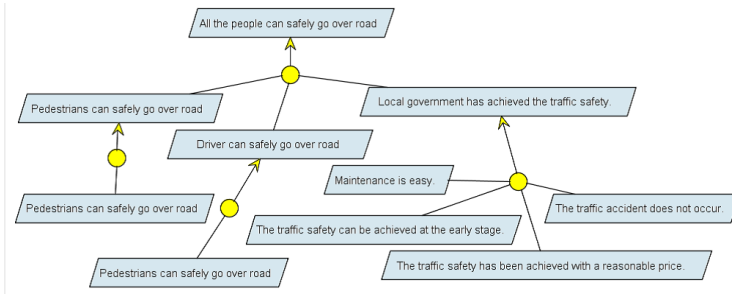 All the people can safely go over road
Pedestrians can safely go over road
Local government has achieved the traffic safety.
Driver can safely go over road
Maintenance is easy.
Pedestrians can safely go over road
The traffic accident does not occur.
The traffic safety can be achieved at the early stage.
Pedestrians can safely go over road
The traffic safety has been achieved with a reasonable price.